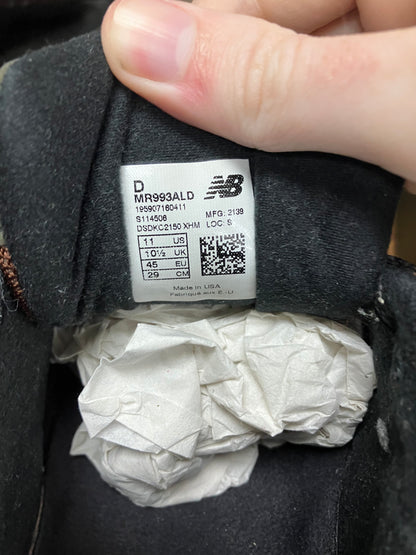 D
MR993ALD NB
195907160411
S114506 MFG: 2139
DSDKC2150 XHM LOC: S
11 US
10½ UK
45 EU
29 CM
Made in USA
Fabriqué aux É.-U